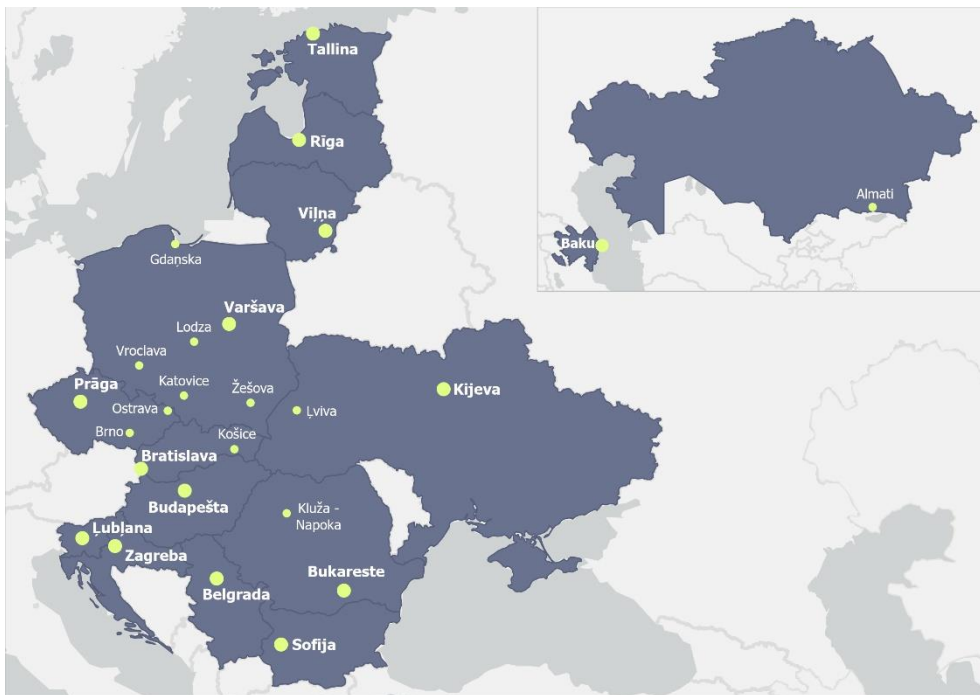 Tallina
Rīga
Viļņa
Gdaņska
Varšava
Lodza
Vroclava
Katovice
Žešova
Prāga
Ostrava
Ļviva
Kijeva
Brno
Košice
Bratislava
Budapešta
Kluža -
Napoka
Ļubļana
Zagreba
Belgrada
Bukareste
Sofija
Almati
Baku